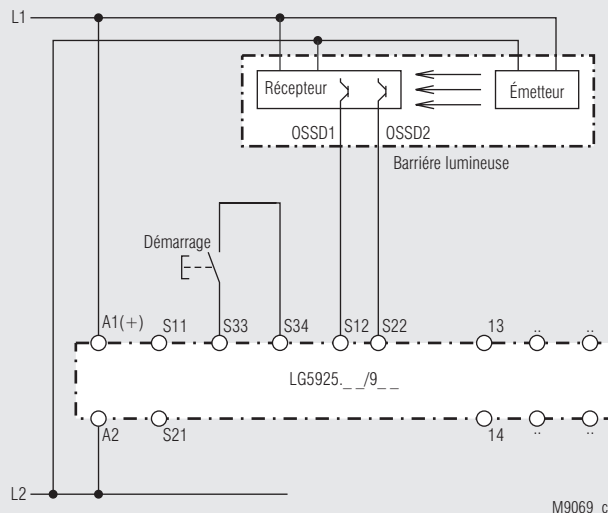 L1
Récepteur
Émetteur
OSSD1
OSSD2
Barriére lumineuse
Démarrage
A1(+)
S11
S33
S34
S12
S22
13
..
..
LG5925._ _/9_ _
A2
S21
14
..
..
L2
M9069_c